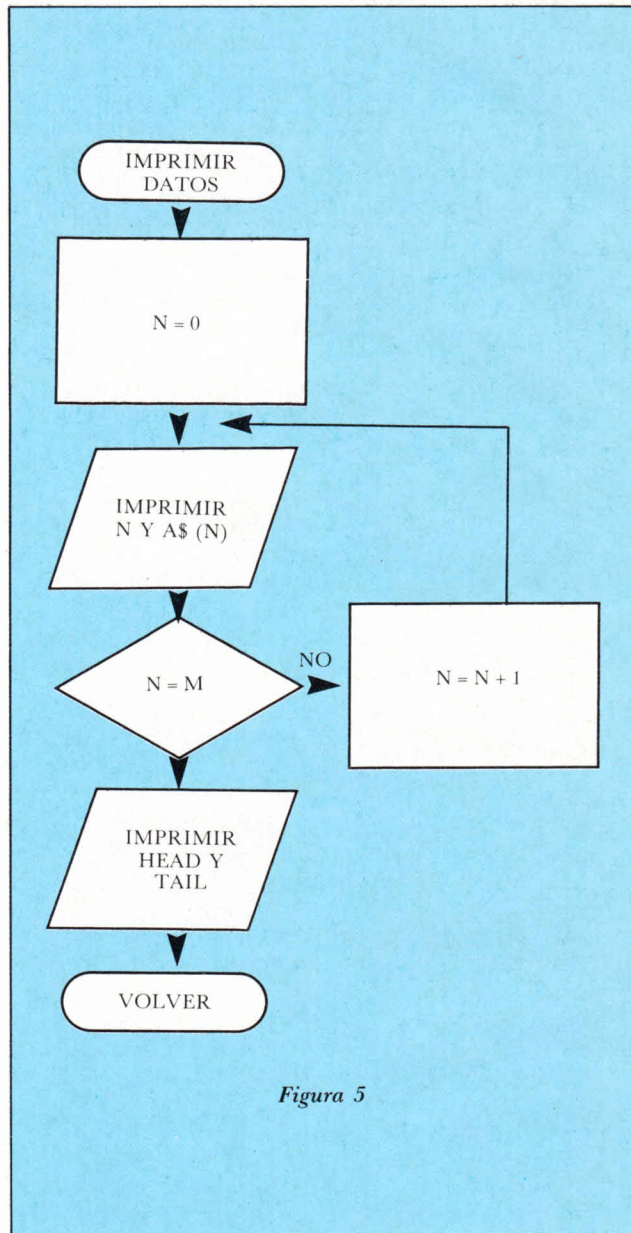 IMPRIMIR
DATOS
N = 0
IMPRIMIR
N Y A$ (N)
N = M
NO
N = N + 1
IMPRIMIR
HEAD Y
TAIL
VOLVER
Figura 5